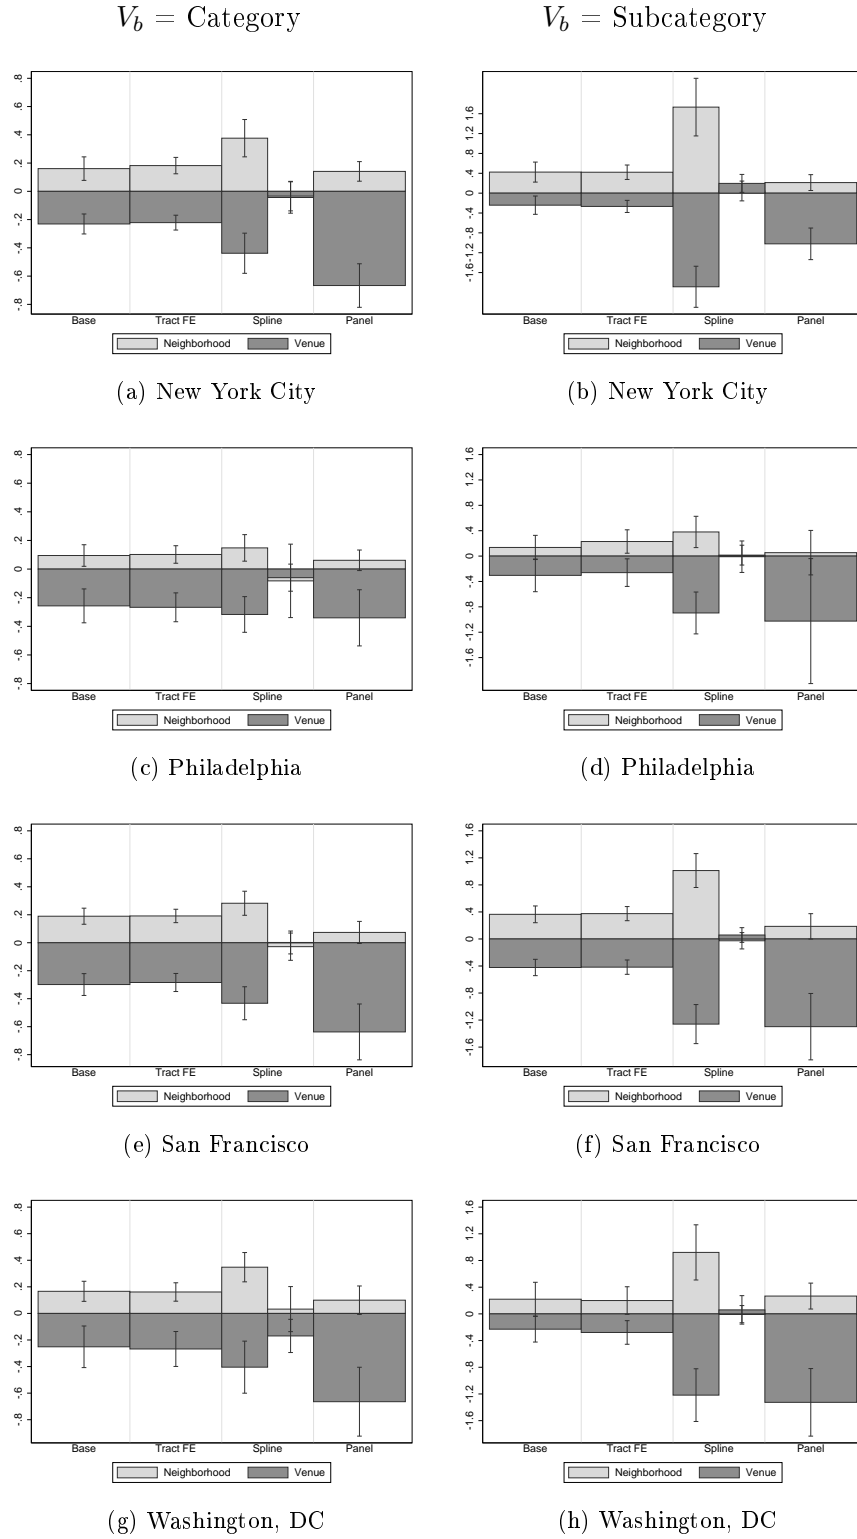 V_b = Category V_b = Subcategory
.8 .6 .4 .2 0 -.2 -.4 -.6 -.8
Base Tract FE Spline Panel
Neighborhood Venue
(a) New York City
1.6 1.2 .8 .4 0 -.4 -.8 -1.2 -1.6
Base Tract FE Spline Panel
Neighborhood Venue
(b) New York City
.8 .6 .4 .2 0 -.2 -.4 -.6 -.8
Base Tract FE Spline Panel
Neighborhood Venue
(c) Philadelphia
1.6 1.2 .8 .4 0 -.4 -.8 -1.2 -1.6
Base Tract FE Spline Panel
Neighborhood Venue
(d) Philadelphia
.8 .6 .4 .2 0 -.2 -.4 -.6 -.8
Base Tract FE Spline Panel
Neighborhood Venue
(e) San Francisco
1.6 1.2 .8 .4 0 -.4 -.8 -1.2 -1.6
Base Tract FE Spline Panel
Neighborhood Venue
(f) San Francisco
.8 .6 .4 .2 0 -.2 -.4 -.6 -.8
Base Tract FE Spline Panel
Neighborhood Venue
(g) Washington, DC
1.6 1.2 .8 .4 0 -.4 -.8 -1.2 -1.6
Base Tract FE Spline Panel
Neighborhood Venue
(h) Washington, DC